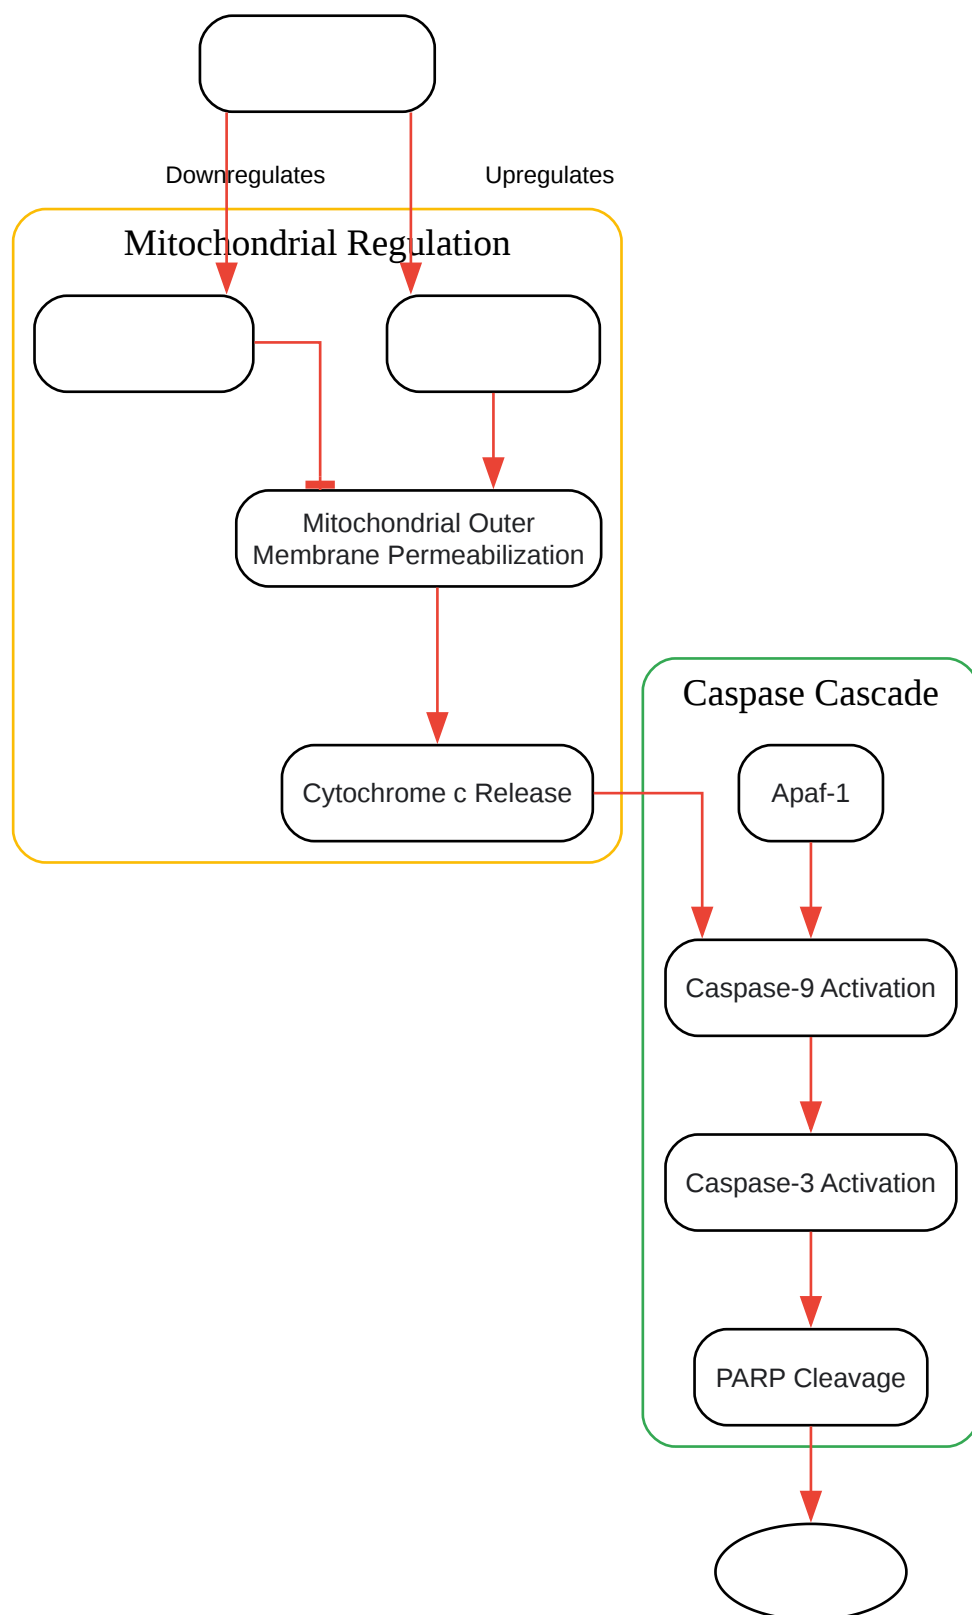 Downregulates
Upregulates
Mitochondrial Regulation
Mitochondrial Outer
Membrane Permeabilization
Caspase Cascade
Cytochrome c Release
Apaf-1
Caspase-9 Activation
Caspase-3 Activation
PARP Cleavage